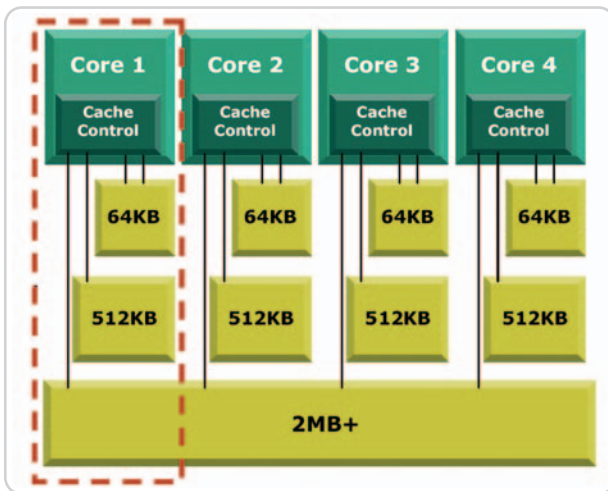 Core 1
Core 2
Core 3
Core 4
Cache
Control
Cache
Control
Cache
Control
Cache
Control
64KB
64KB
64KB
64KB
512KB
512KB
512KB
512KB
2MB+